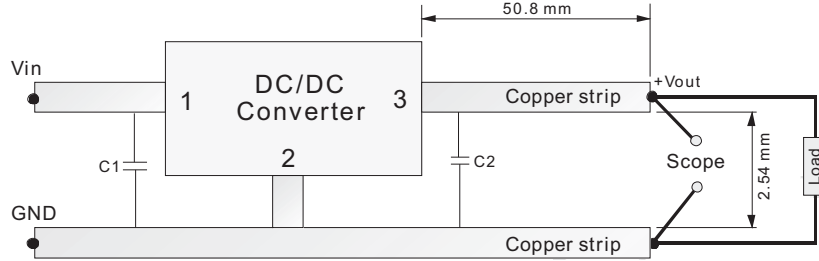 50.8 mm
Vin
DC/DC
Converter
1
3
2
Copper strip
+Vout
C1
C2
Scope
2.54 mm
Load
GND
Copper strip